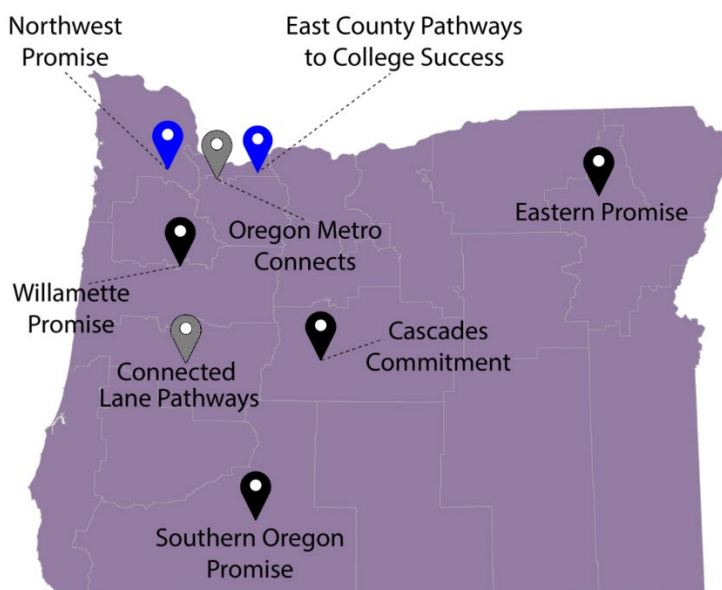 Northwest
Promise
East County Pathways
to College Success
Eastern Promise
Oregon Metro
Connects
Willamette
Promise
Cascades
Commitment
Connected
Lane Pathways
Southern Oregon
Promise